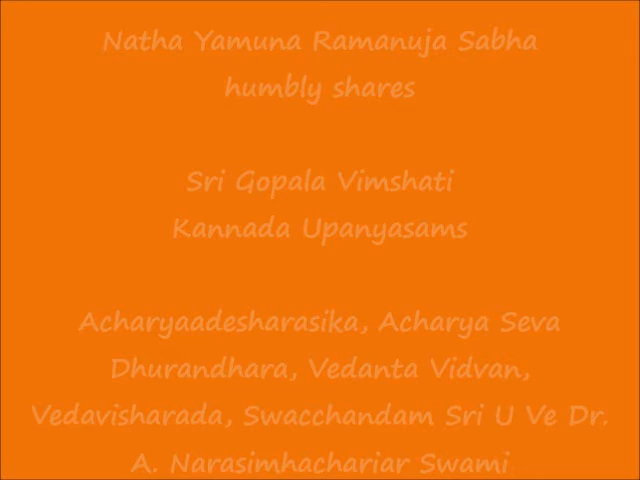 Natha Yamuna Ramanuja Sabha
humbly shares
Sri Gopala Vimshati
Kannada Upanyasams
Acharyaadesharasika, Acharya Seva
Dhurandhara, Vedanta Vidvan,
Vedavisharada, Swacchandam Sri U Ve Dr.
A. Narasimhachariar Swami